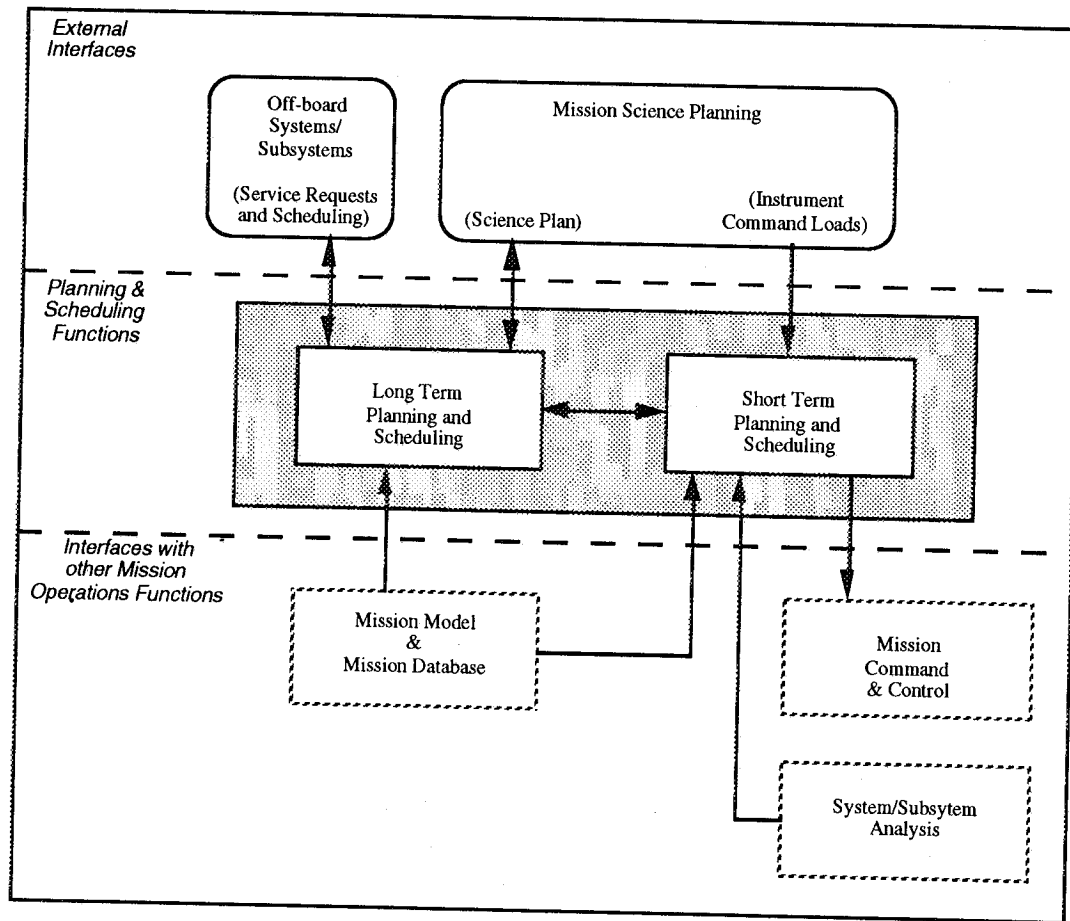 External
Interfaces
Off-board
Systems/
Subsystems
(Service Requests
and Scheduling)
Mission Science Planning
(Science Plan)
(Instrument
Command Loads)
Planning &
Scheduling
Functions
Long Term
Planning and
Scheduling
Short Term
Planning and
Scheduling
Interfaces with
other Mission
Operations Functions
Mission Model
&
Mission Database
Mission
Command
& Control
System/Subsytem
Analysis